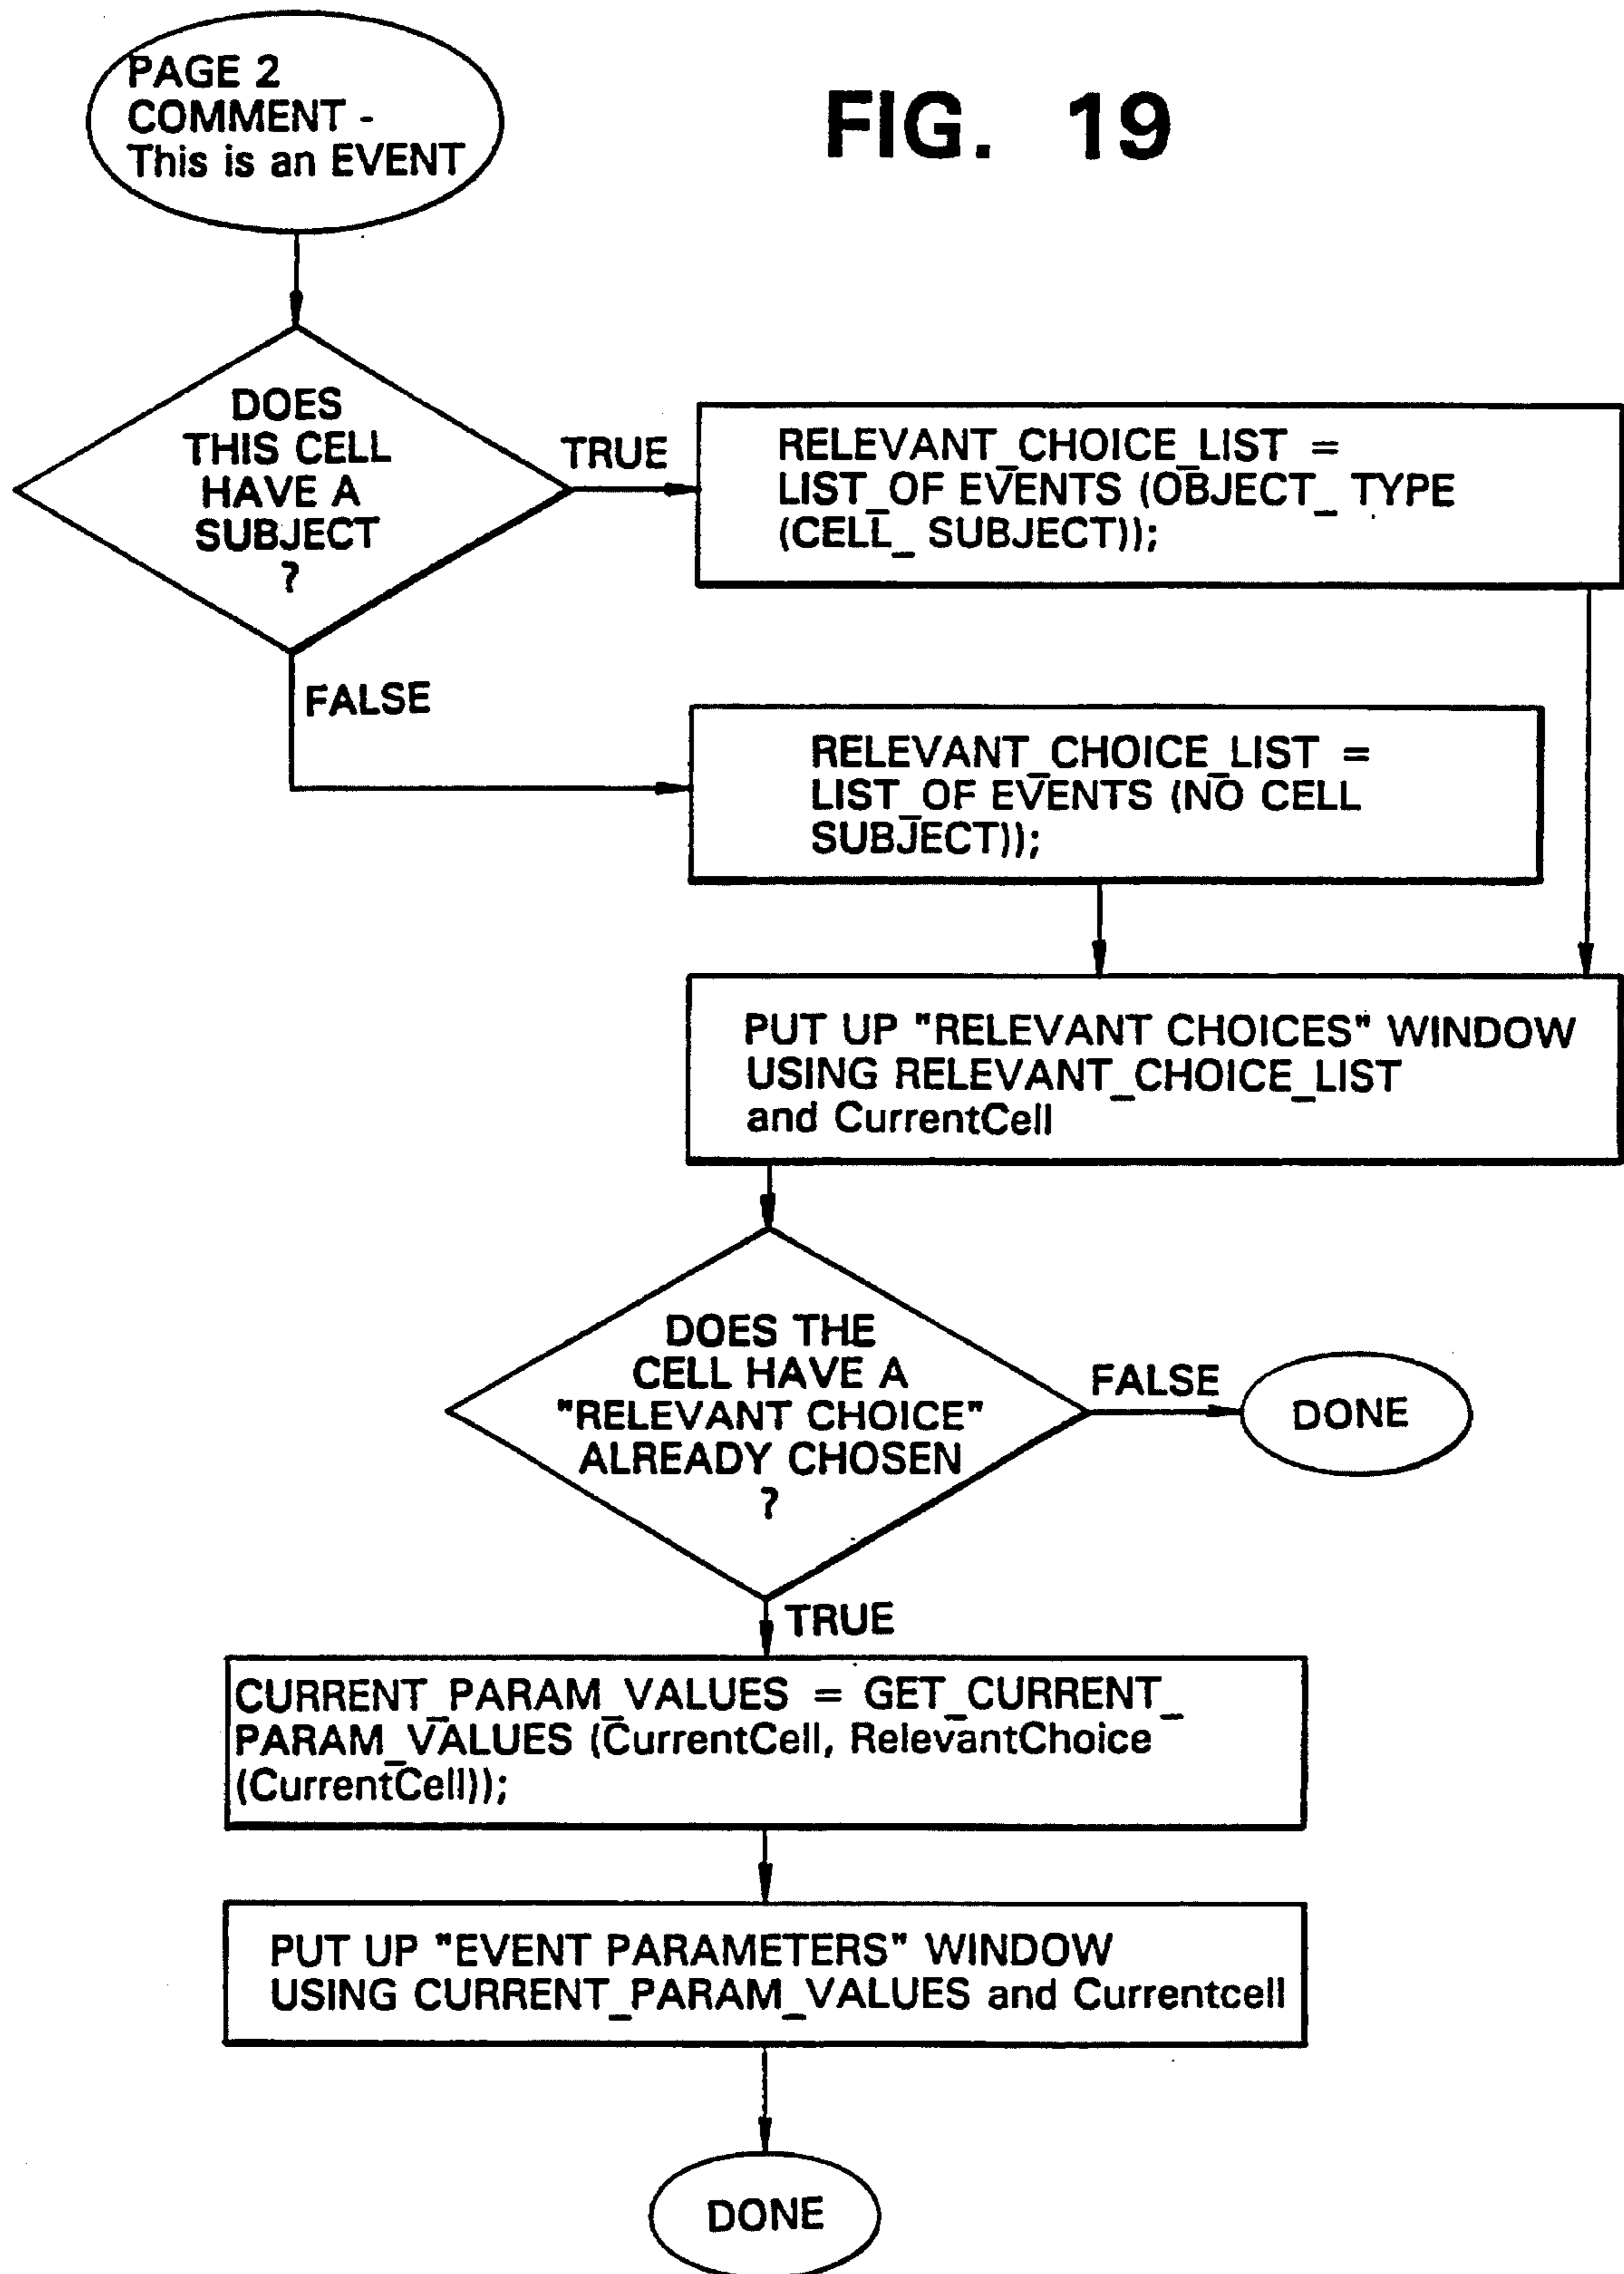 PAGE 2
COMMENT -
This is an EVENT
FIG. 19
DOES
THIS CELL
HAVE A
SUBJECT
?
TRUE
RELEVANT_CHOICE_LIST =
LIST_OF EVENTS (OBJECT_ TYPE
(CELL_ SUBJECT));
FALSE
RELEVANT_CHOICE_LIST =
LIST_OF EVENTS (NO CELL
SUBJECT));
PUT UP "RELEVANT CHOICES" WINDOW
USING RELEVANT_CHOICE_LIST
and CurrentCell
DOES THE
CELL HAVE A
"RELEVANT CHOICE"
ALREADY CHOSEN
?
FALSE
DONE
TRUE
CURRENT_PARAM_VALUES = GET_CURRENT_
PARAM_VALUES (CurrentCell, RelevantChoice
(CurrentCell));
PUT UP "EVENT PARAMETERS" WINDOW
USING CURRENT_PARAM_VALUES and Currentcell
DONE